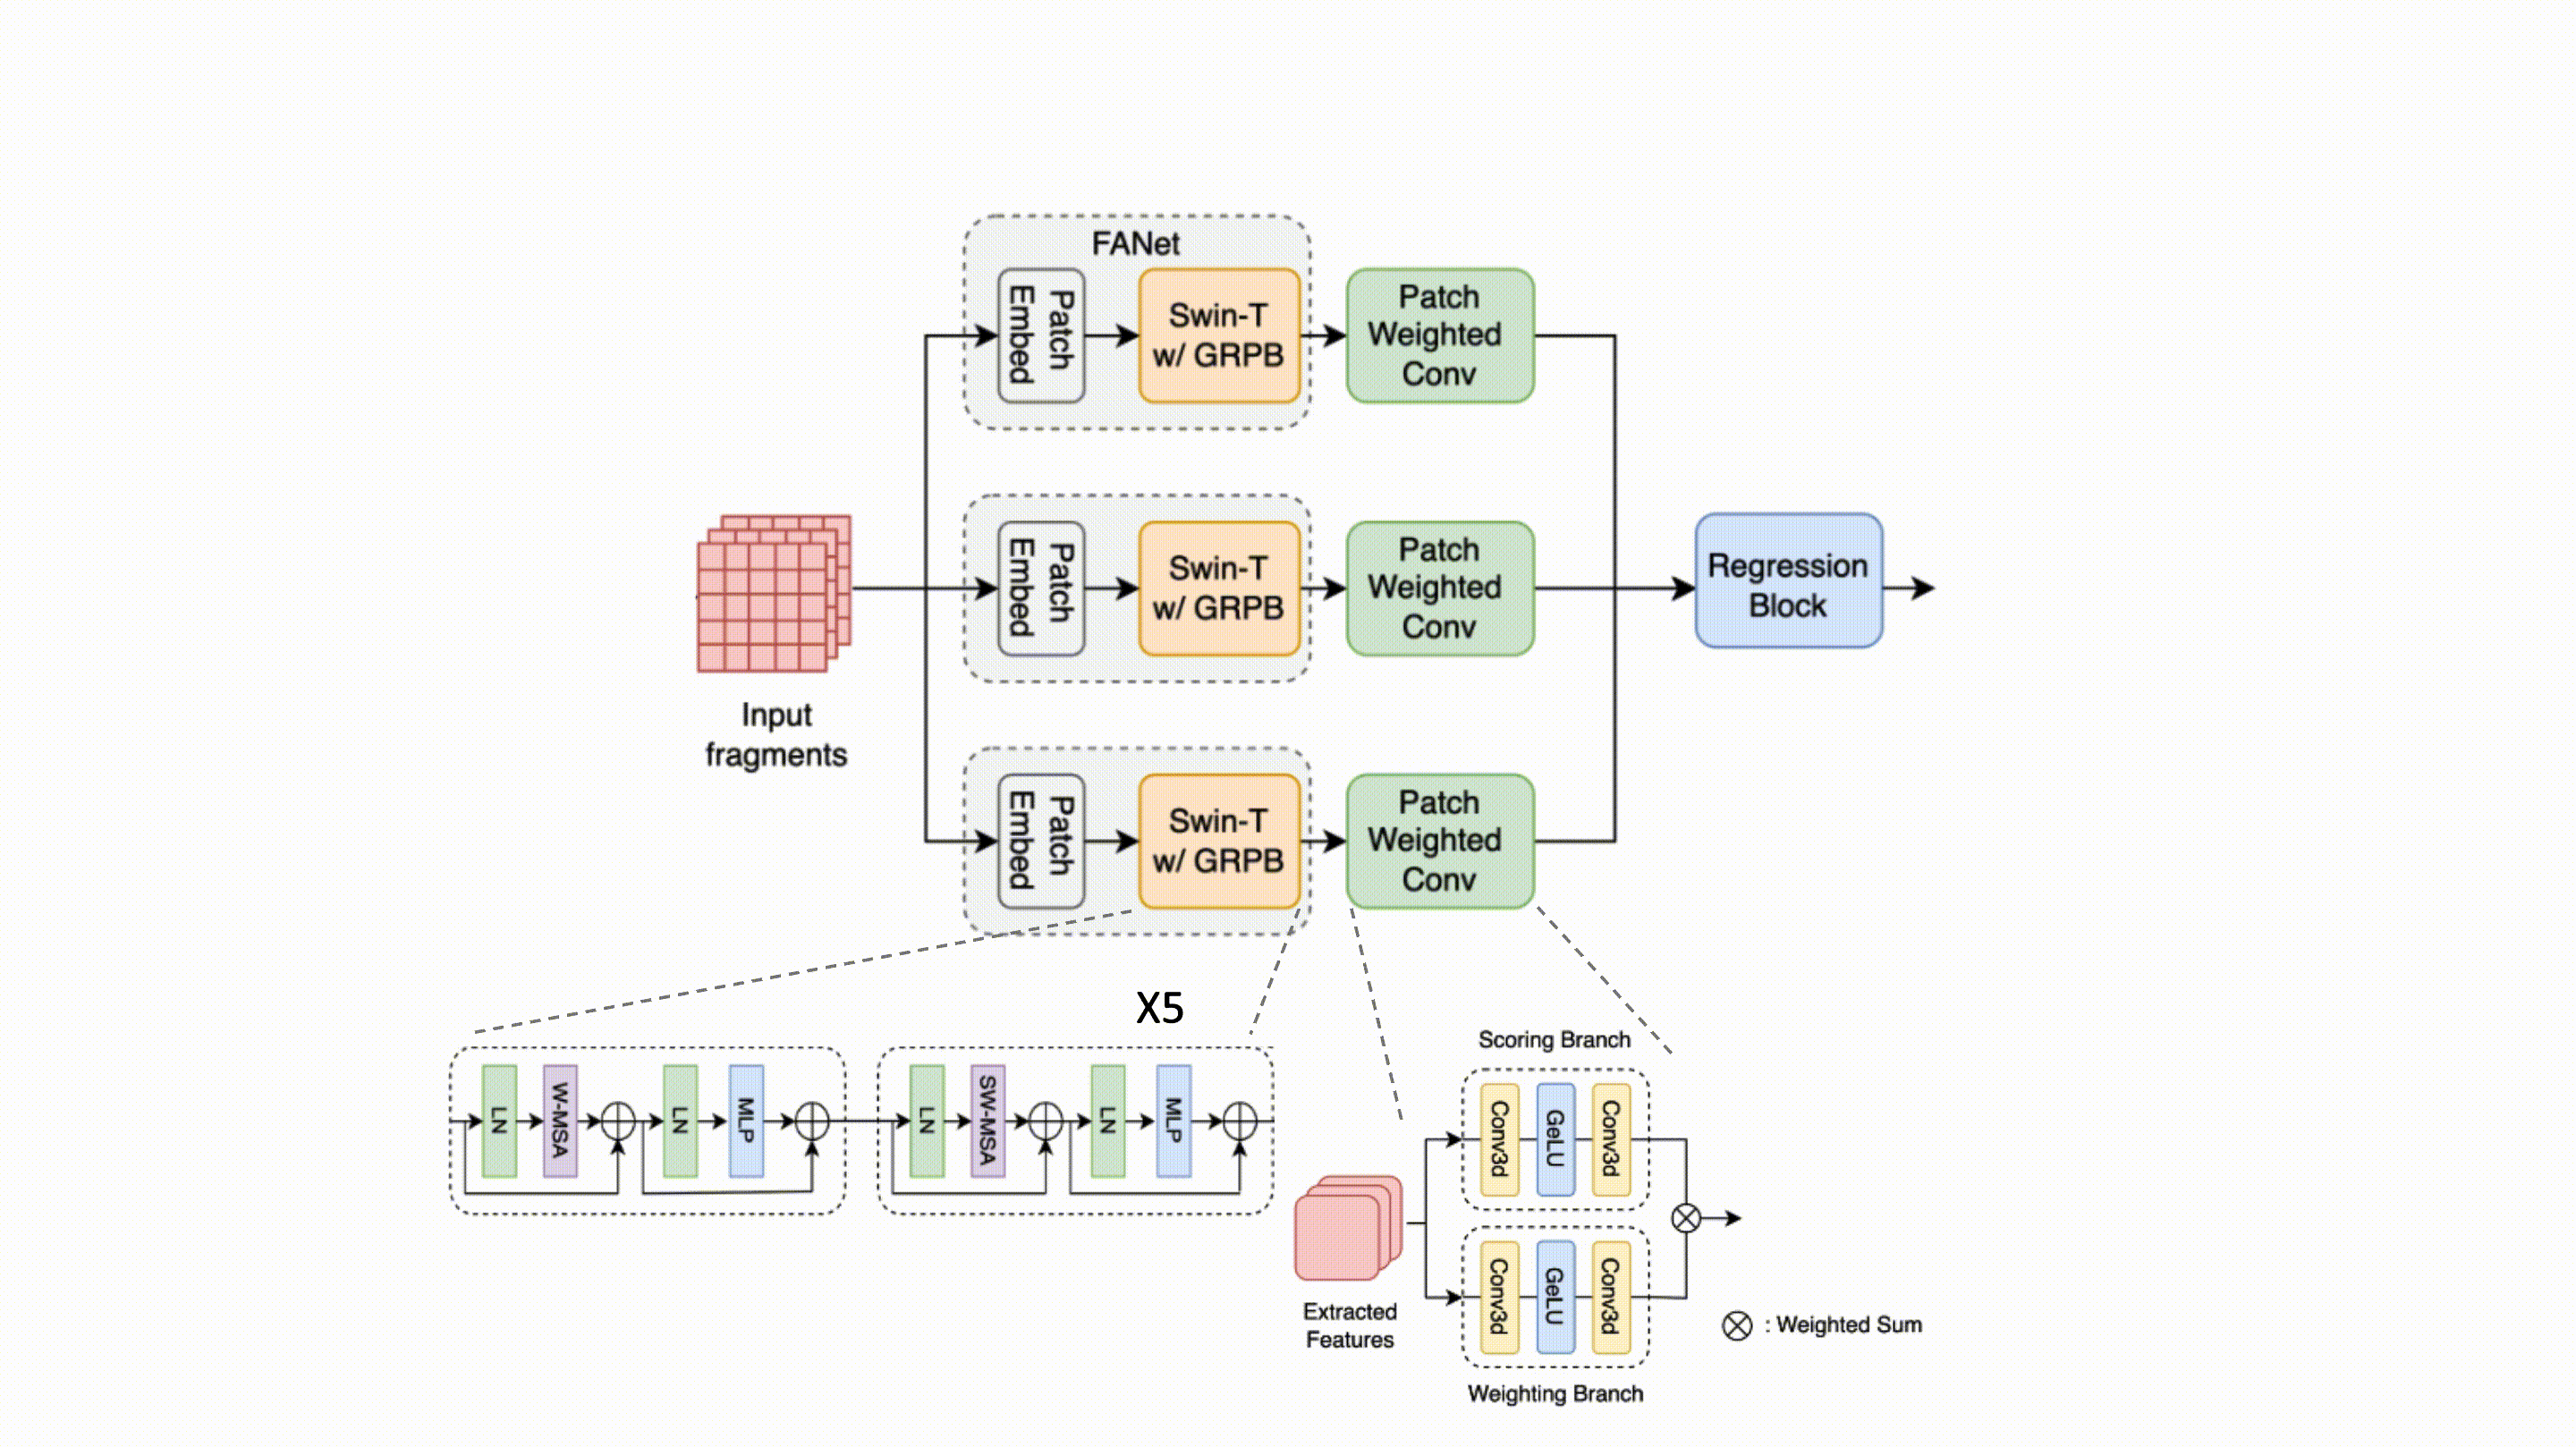 FANet
Patch
Embed
Swin-T
w/ GRPB
Patch
Weighted
Conv
Patch
Embed
Swin-T
w/ GRPB
Patch
Weighted
Conv
Regression
Block
Input
fragments
Patch
Embed
Swin-T
w/ GRPB
Patch
Weighted
Conv
X5
LN
W-MSA
LN
MLP
LN
SW-MSA
LN
MLP
Scoring Branch
Conv3d
GeLU
Conv3d
Extracted
Features
Conv3d
GeLU
Conv3d
Weighting Branch
: Weighted Sum